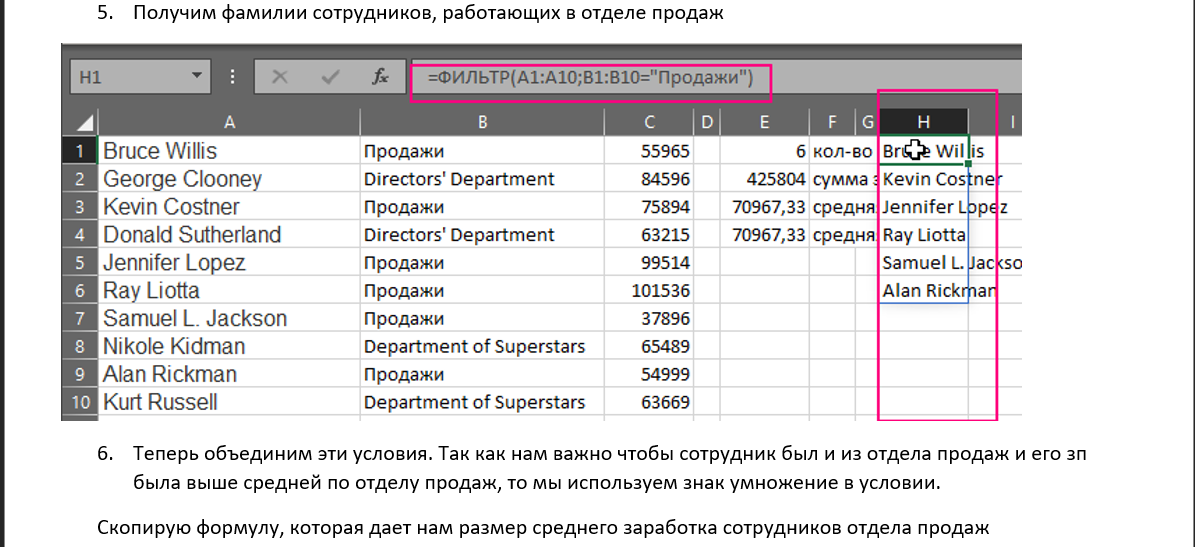 5. Получим фамилии сотрудников, работающих в отделе продаж
H1 fx =ФИЛЬТР(A1:A10;B1:B10="Продажи")
A B C D E F G H I
1 Bruce Willis Продажи 55965 6 кол-во Bruce Willis
2 George Clooney Directors' Department 84596 425804 сумма з Kevin Costner
3 Kevin Costner Продажи 75894 70967,33 средня Jennifer Lopez
4 Donald Sutherland Directors' Department 63215 70967,33 средня Ray Liotta
5 Jennifer Lopez Продажи 99514 Samuel L. Jackso
6 Ray Liotta Продажи 101536 Alan Rickman
7 Samuel L. Jackson Продажи 37896
8 Nikole Kidman Department of Superstars 65489
9 Alan Rickman Продажи 54999
10 Kurt Russell Department of Superstars 63669
6. Теперь объединим эти условия. Так как нам важно чтобы сотрудник был и из отдела продаж и его зп
была выше средней по отделу продаж, то мы используем знак умножение в условии.
Скопирую формулу, которая дает нам размер среднего заработка сотрудников отдела продаж